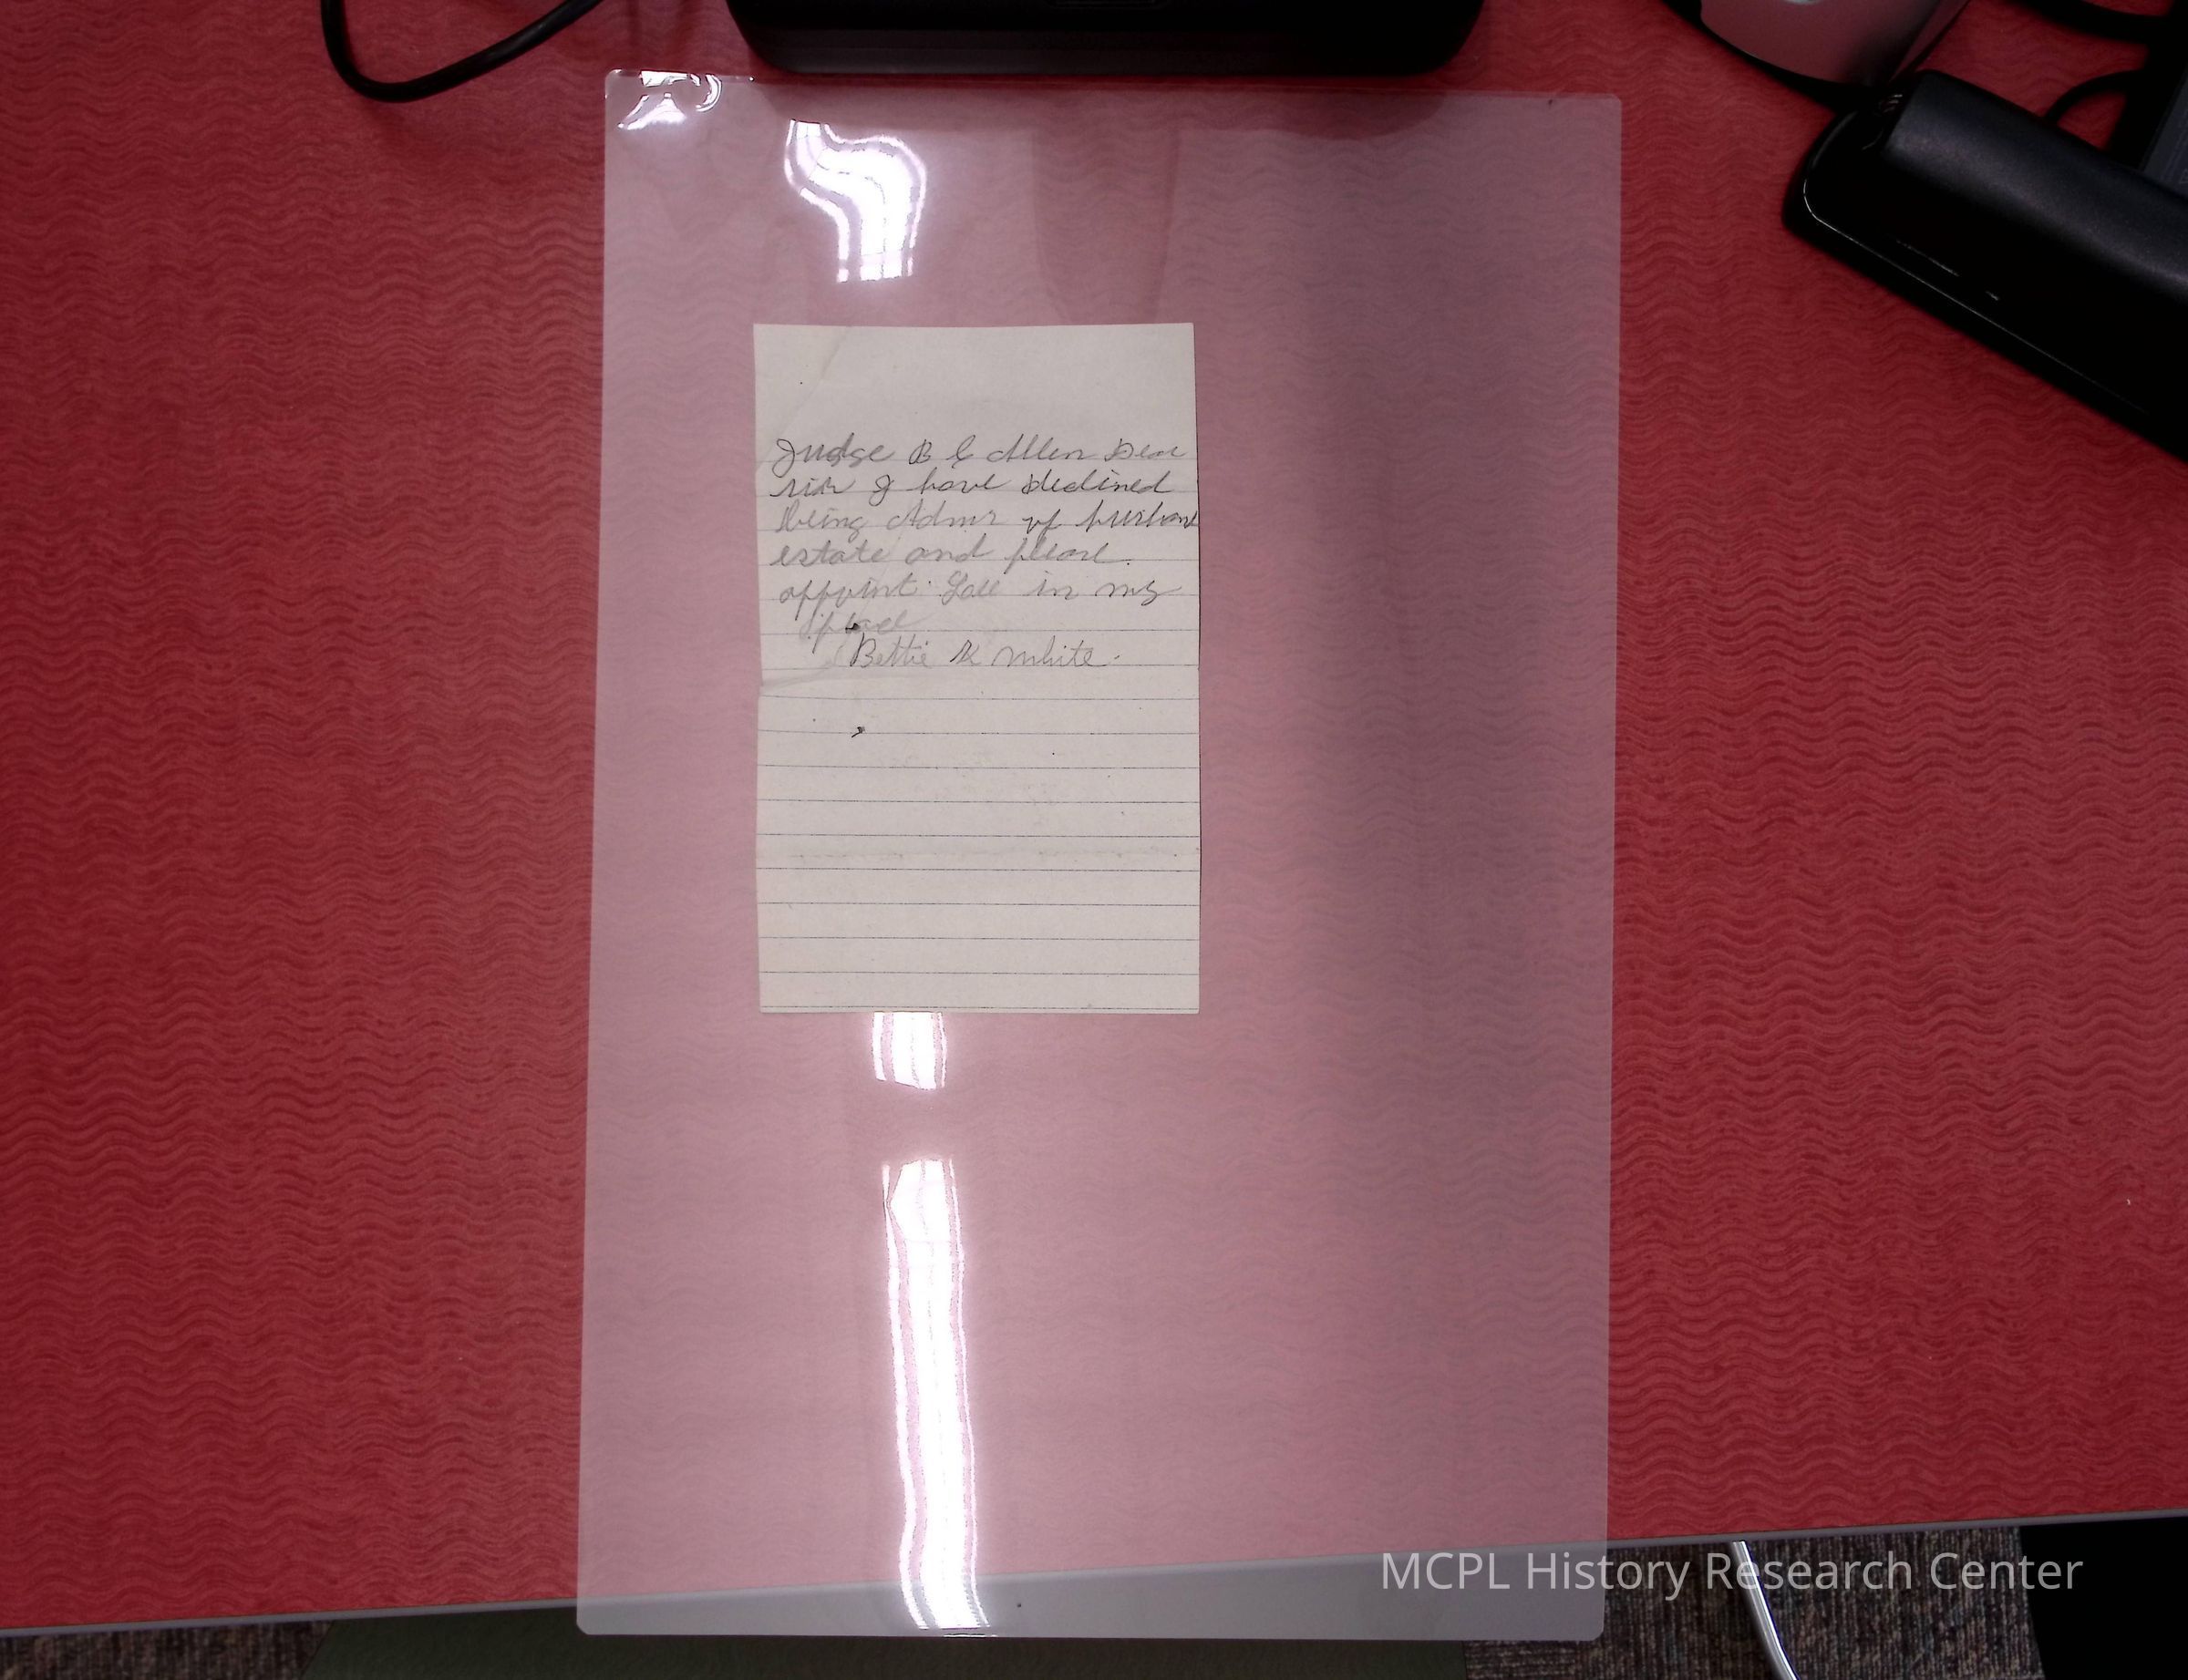 Judge B C Allen Dear
sir I have declined
being Admr of husband
estate and please
appoint in my
place
Bettie K White.
MCPL History Research Center